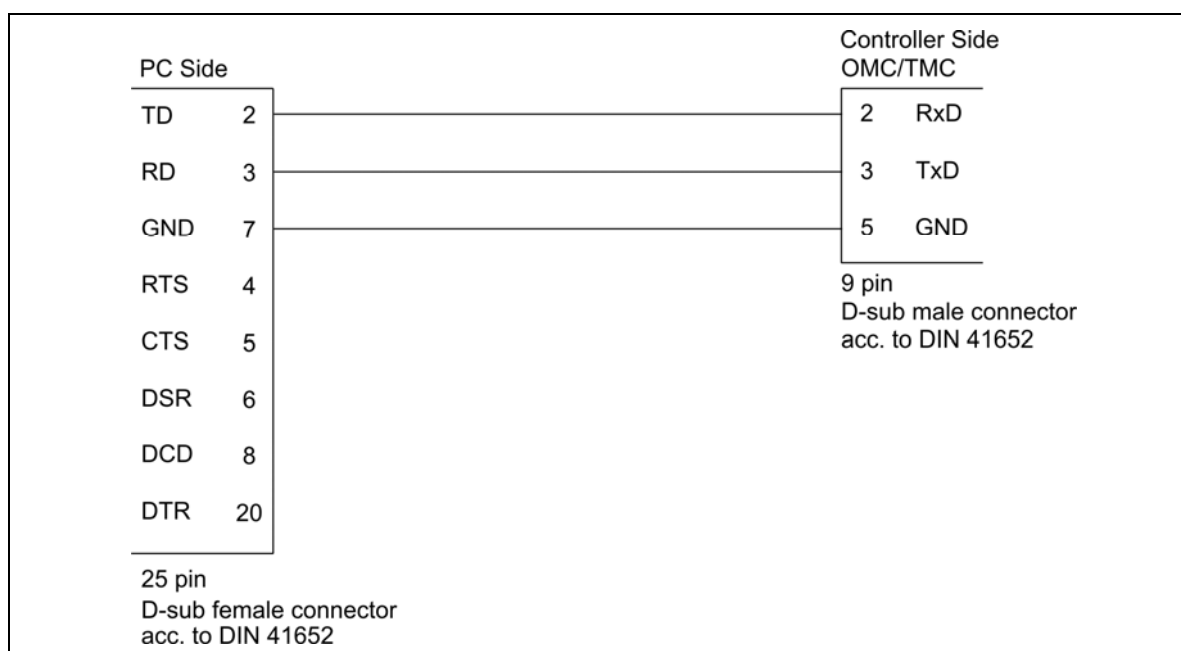 Controller Side
PC Side
OMC/TMC
TD 2
2 RxD
RD 3
3 TxD
GND 7
5 GND
RTS 4
9 pin
D-sub male connector
CTS 5
acc. to DIN 41652
DSR 6
DCD 8
DTR 20
25 pin
D-sub female connector
acc. to DIN 41652